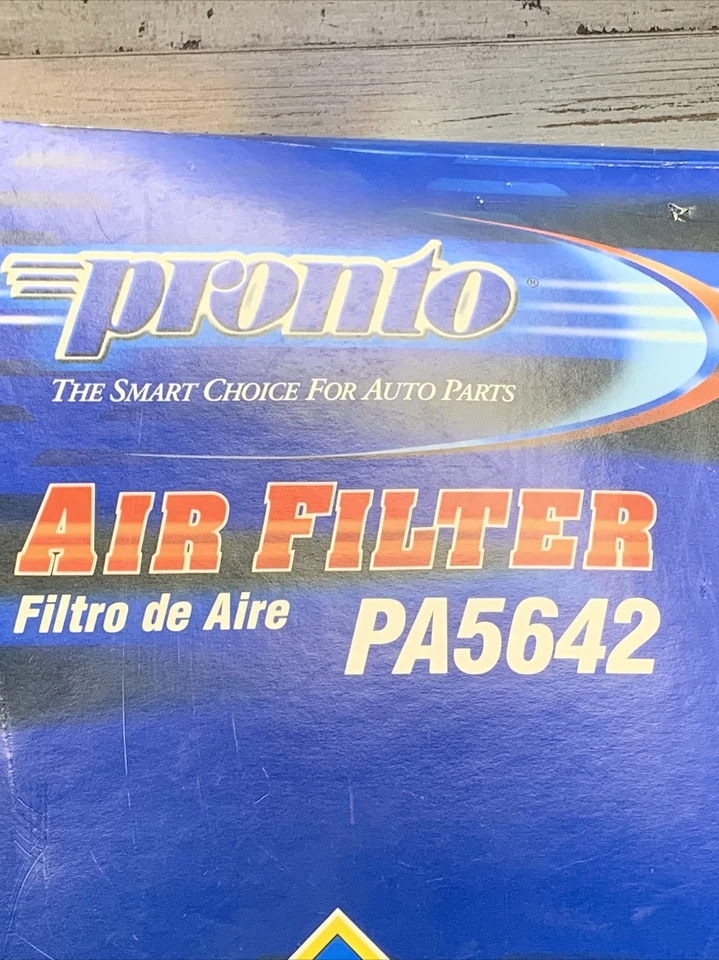 pronto®
THE SMART CHOICE FOR AUTO PARTS
AIR FILTER
Filtro de Aire
PA5642